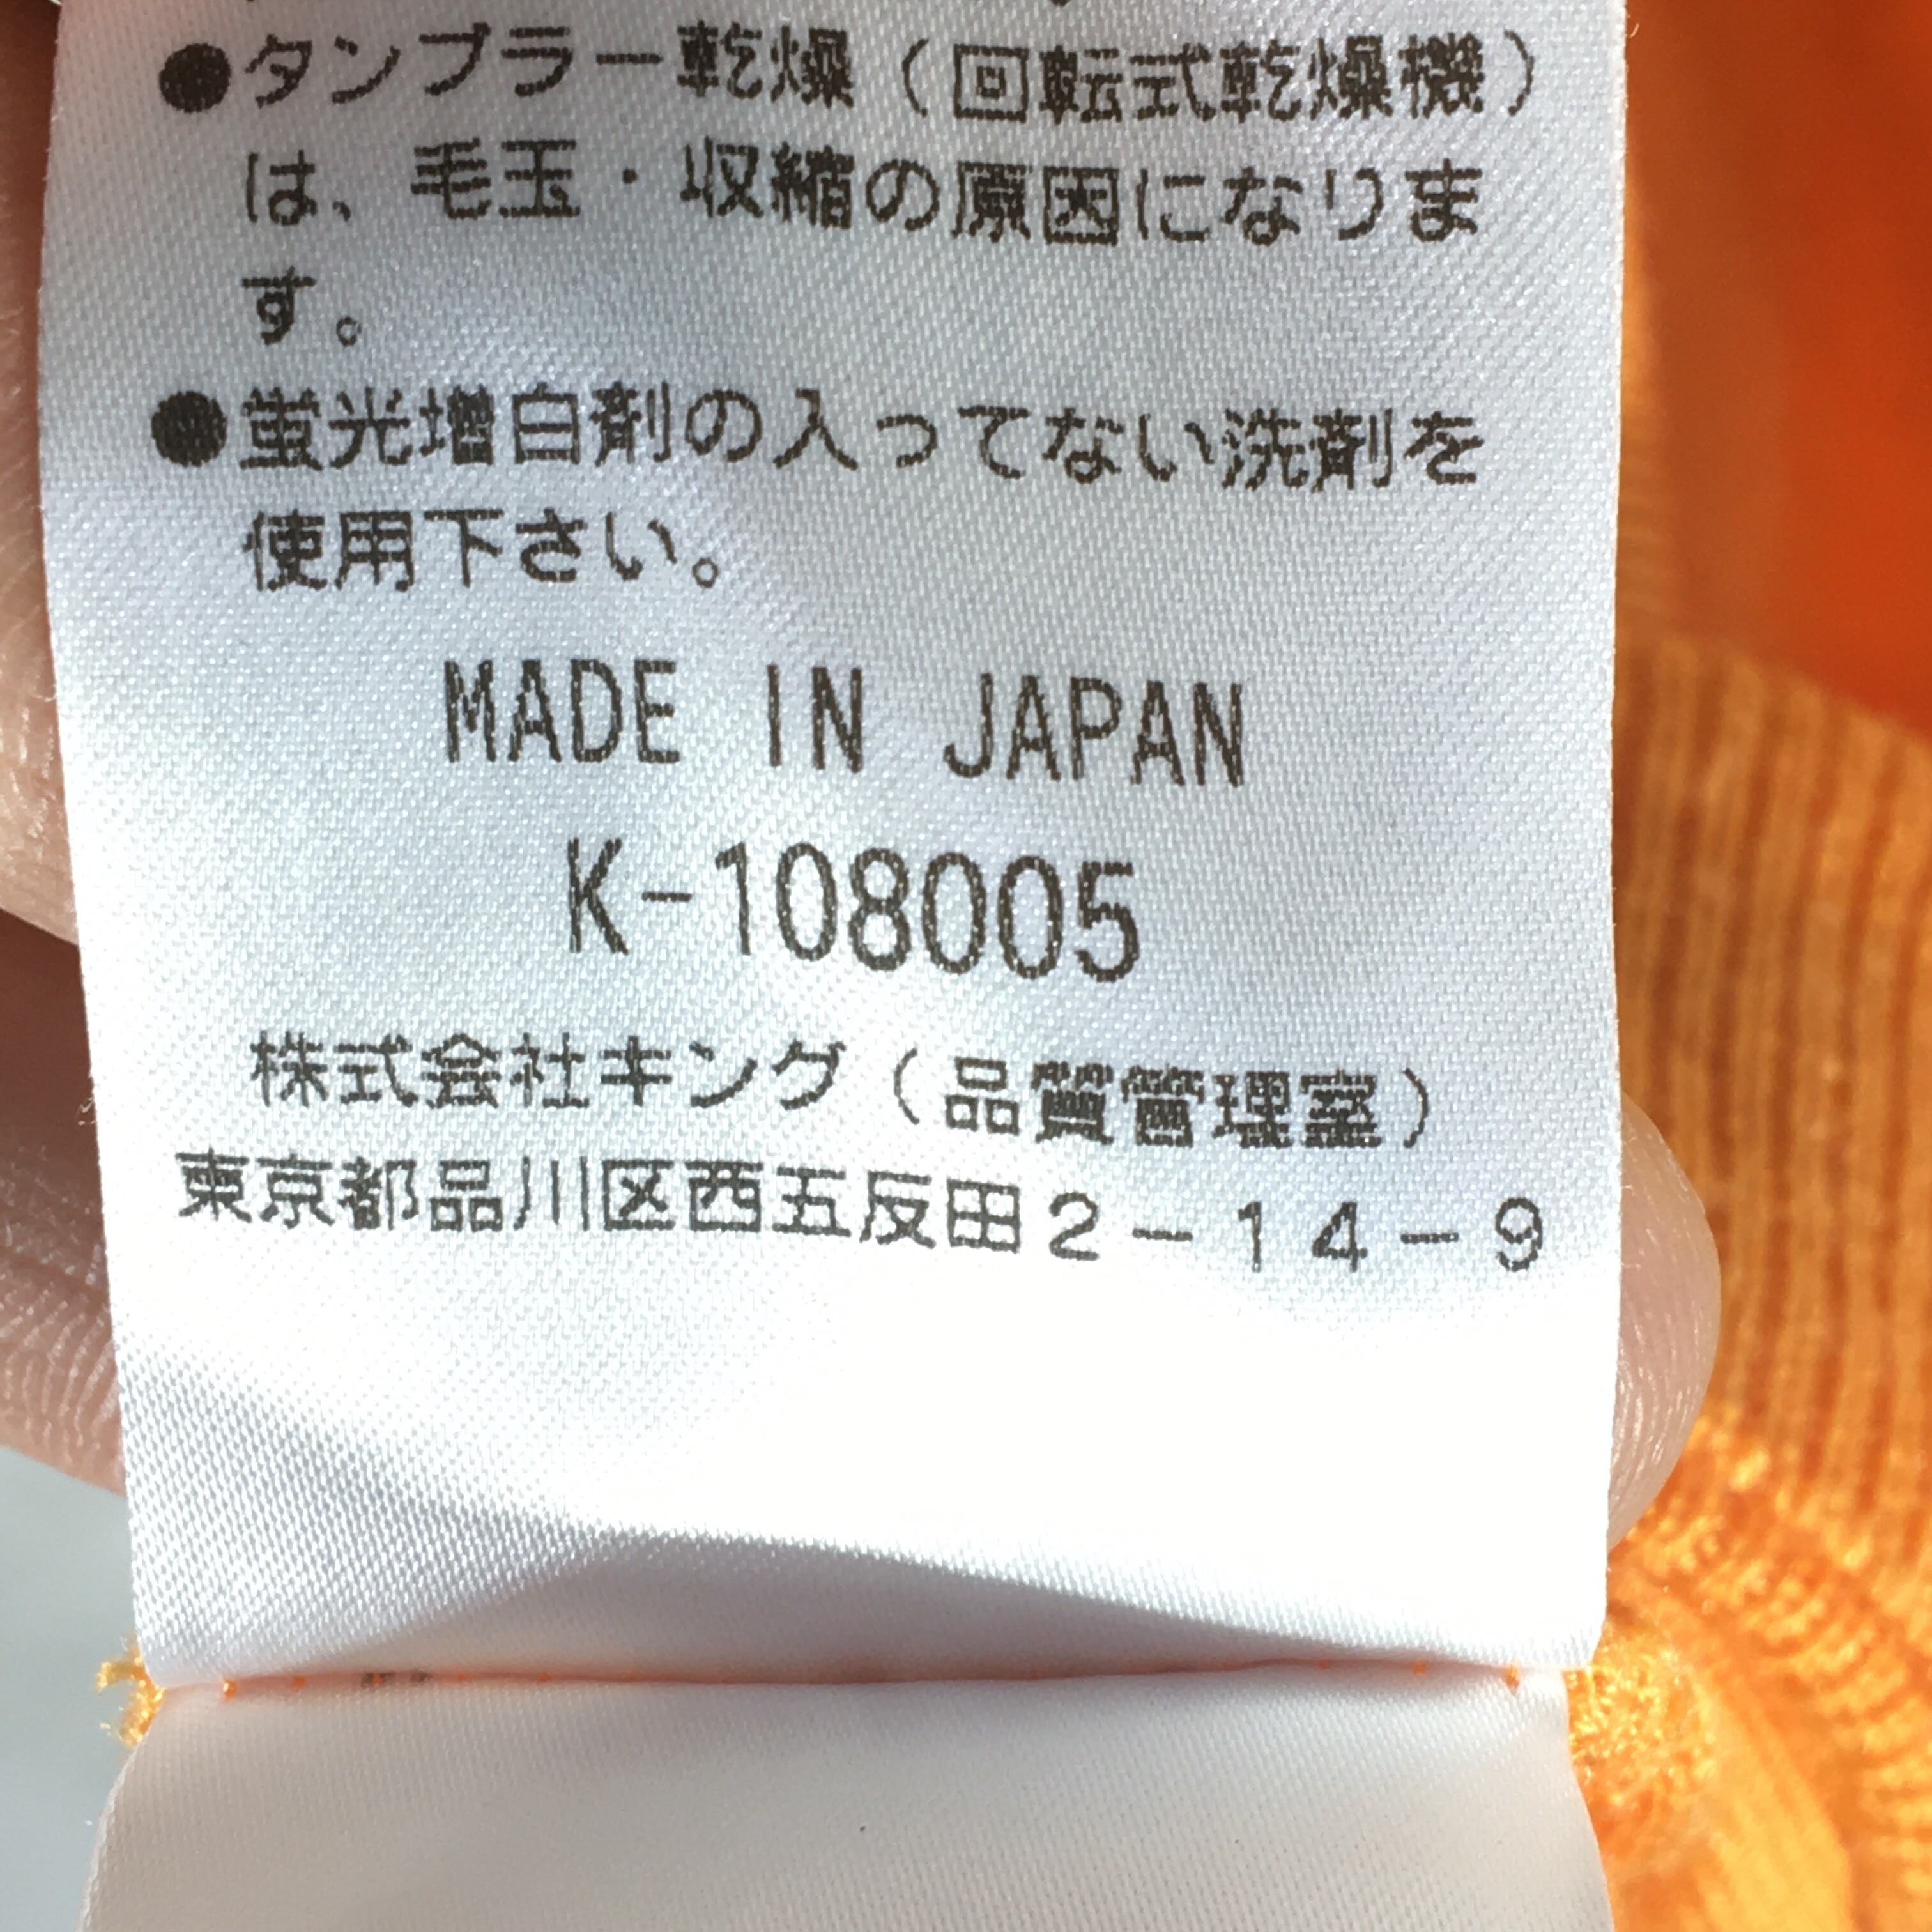 ●タンブラー乾燥（回転式乾燥機）
は、毛玉・収縮の原因になりま
す。
●蛍光増白剤の入ってない洗剤を
使用下さい。
MADE IN JAPAN
K-108005
株式会社キング（品質管理室）
東京都品川区西五反田２－１４－９